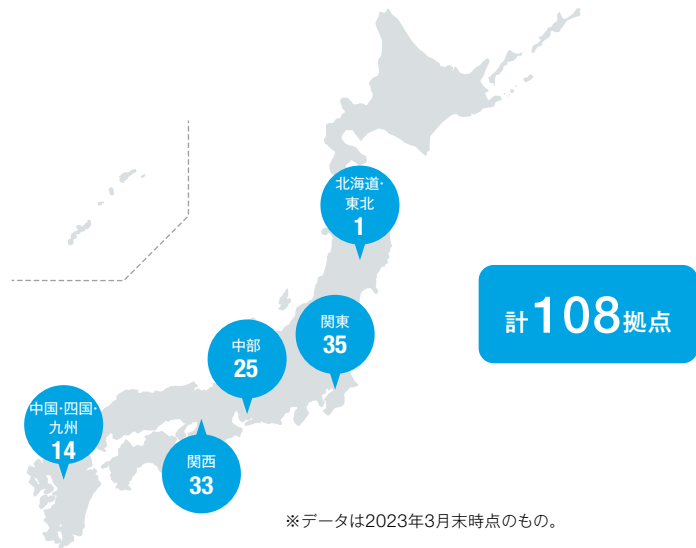 北海道・
東北
1
関東
35
計108拠点
中部
25
中国・四国・
九州
14
関西
33
※データは2023年3月末時点のもの。